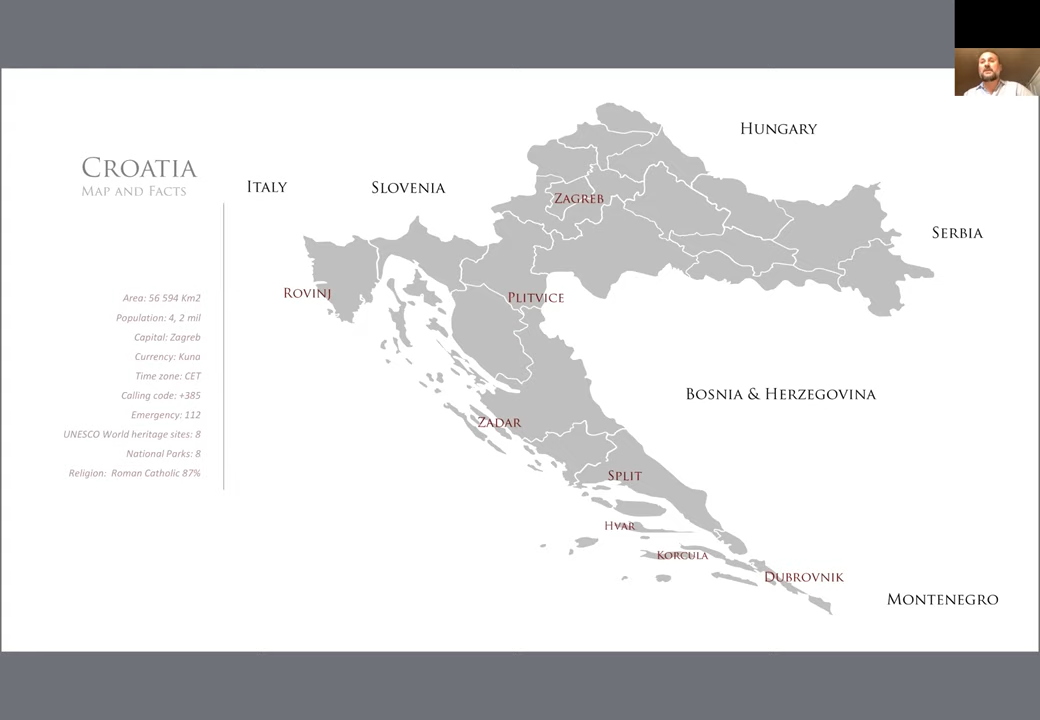 CROATIA
MAP AND FACTS
Area: 56 594 Km2
Population: 4, 2 mil
Capital: Zagreb
Currency: Kuna
Time zone: CET
Calling code: +385
Emergency: 112
UNESCO World heritage sites: 8
National Parks: 8
Religion: Roman Catholic 87%
HUNGARY
ITALY
SLOVENIA
ZAGREB
SERBIA
ROVINJ
PLITVICE
BOSNIA & HERZEGOVINA
ZADAR
SPLIT
HVAR
KORCULA
DUBROVNIK
MONTENEGRO